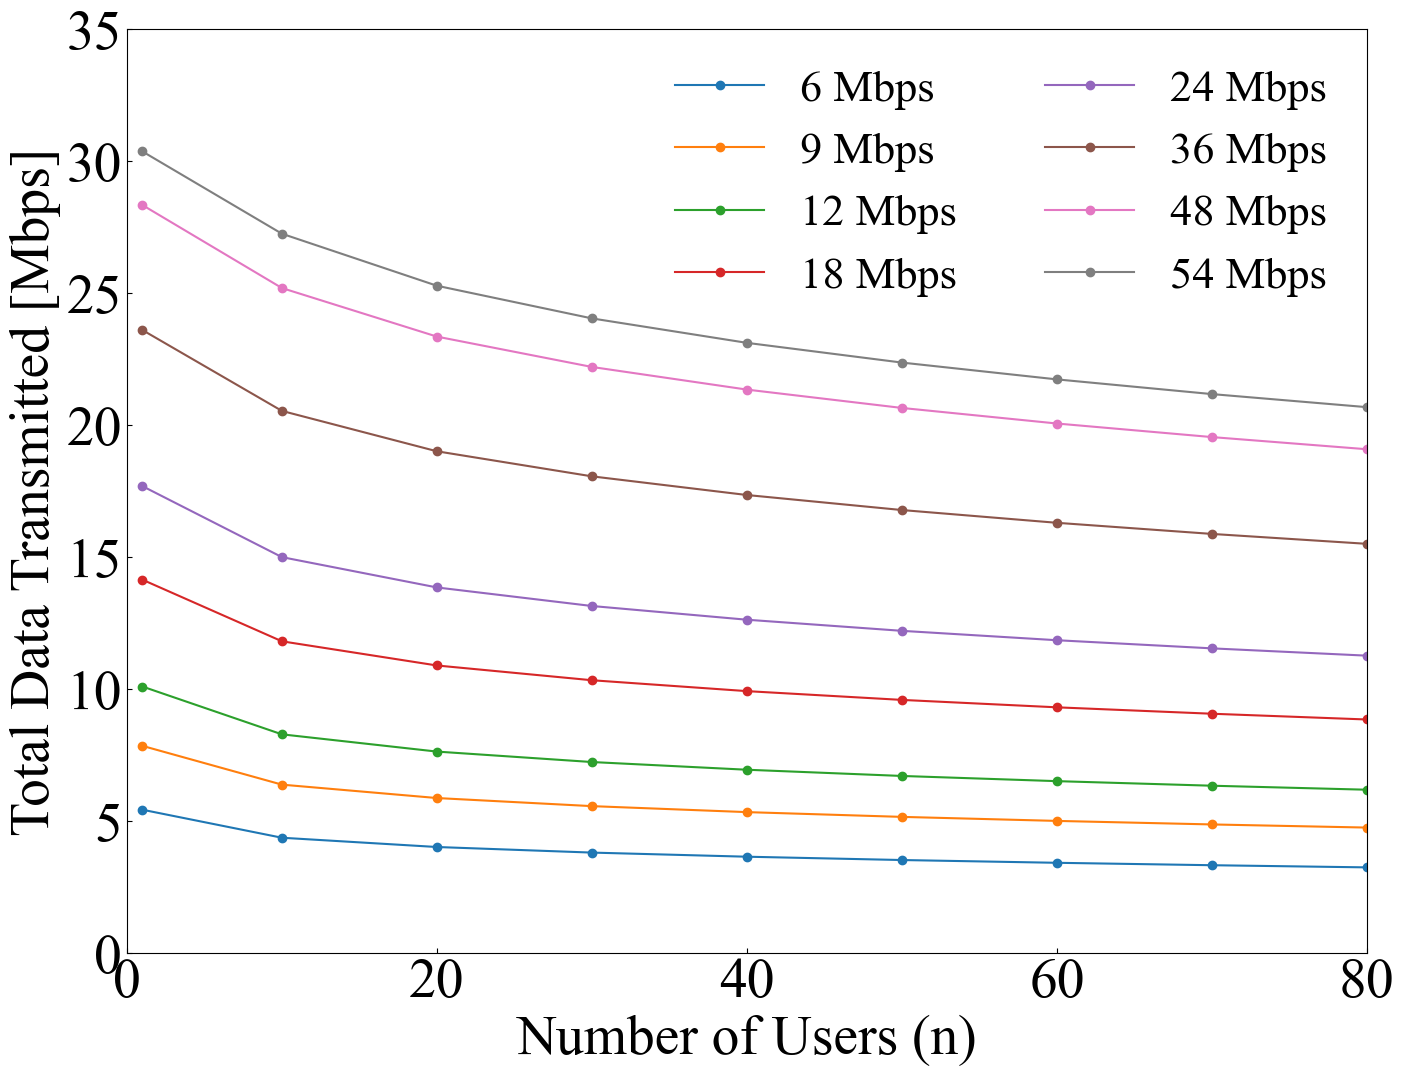 Total Data Transmitted [Mbps]
35
30
25
20
15
10
5
0
6 Mbps
9 Mbps
12 Mbps
18 Mbps
24 Mbps
36 Mbps
48 Mbps
54 Mbps
0 20 40 60 80
Number of Users (n)